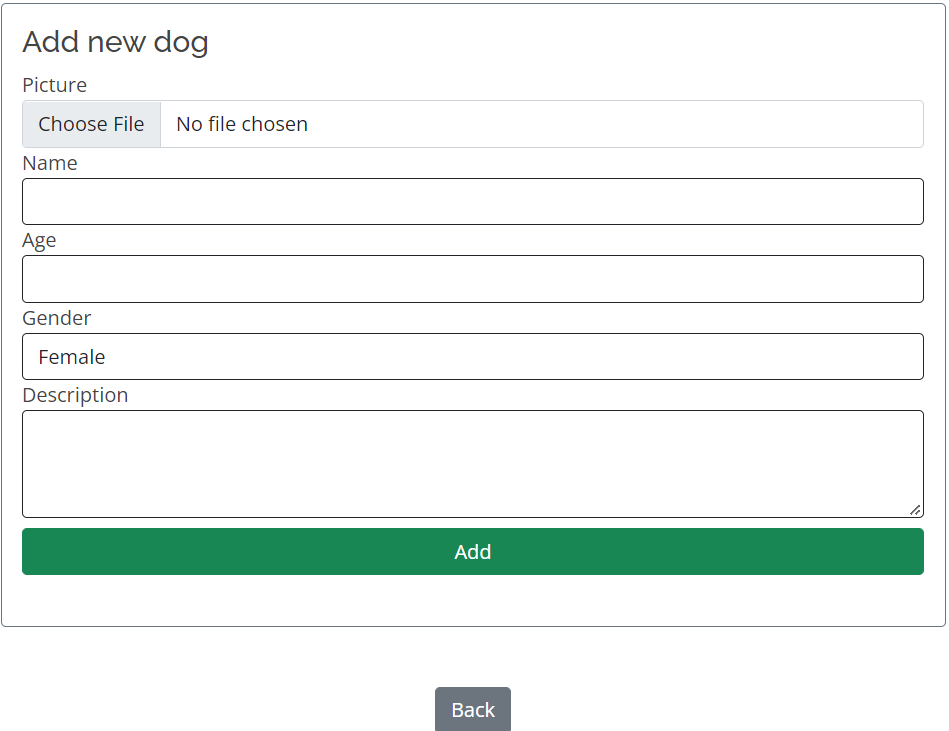 Add new dog
Picture
Choose File No file chosen
Name
Age
Gender
Female
Description
Add
Back